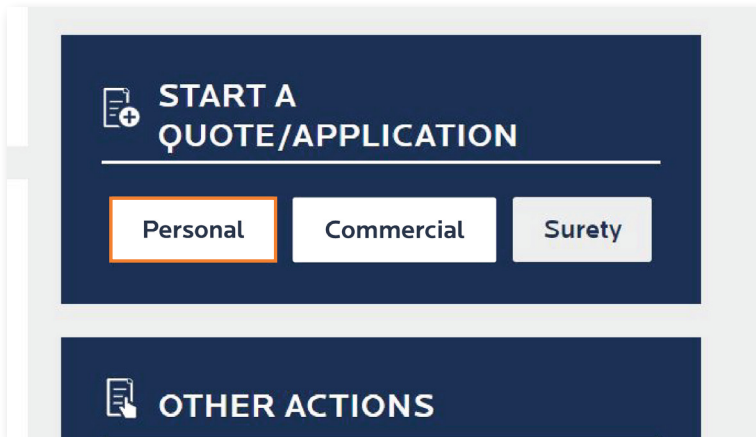 START A
QUOTE/APPLICATION
Personal Commercial Surety
OTHER ACTIONS